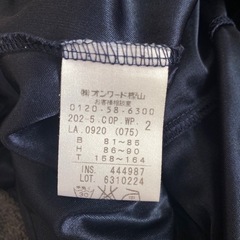 ㈱オンワード樫山
お客様相談室
0120-58-6300
202-5.COP.WP. 2
LA.0920 (075)
B 81～85
H 86～90
T 158～164
INS. 444987
LOT. 6310224